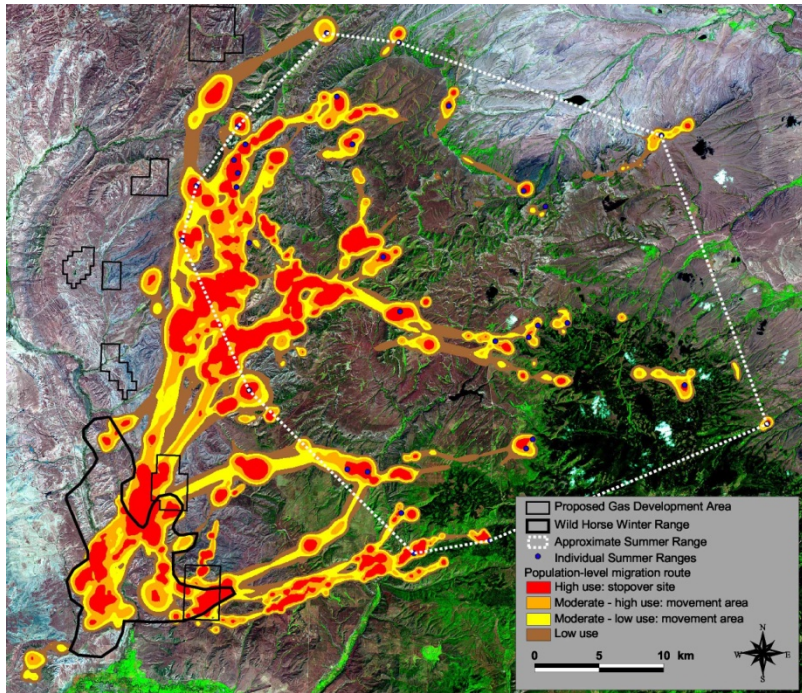 Proposed Gas Development Area
Wild Horse Winter Range
Approximate Summer Range
Individual Summer Ranges
Population-level migration route
High use: stopover site
Moderate - high use: movement area
Moderate - low use: movement area
Low use
N
W
E
S
0 5 10 km